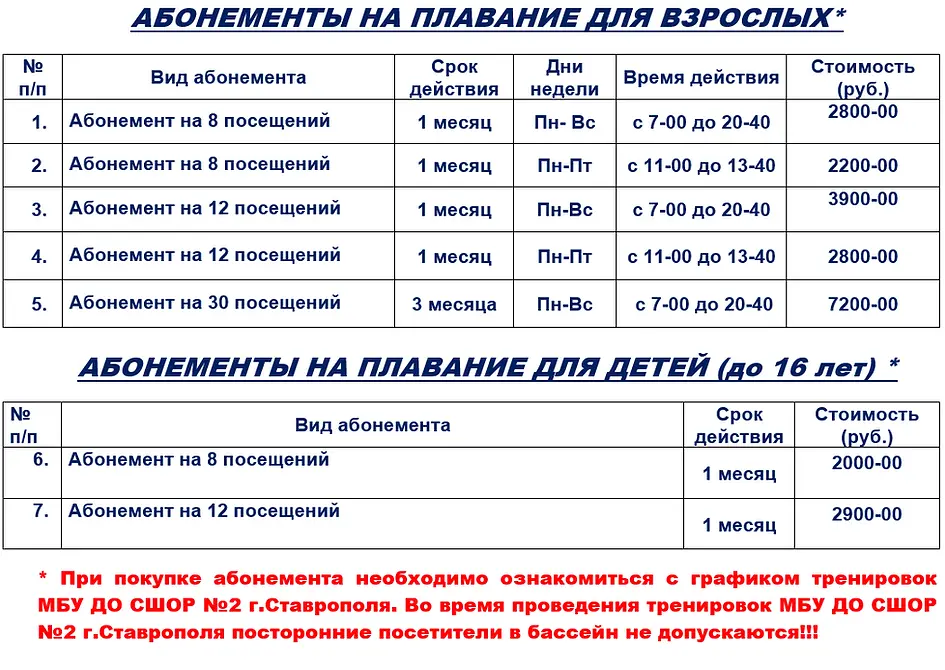 АБОНЕМЕНТЫ НА ПЛАВАНИЕ ДЛЯ ВЗРОСЛЫХ*
№ п/п Вид абонемента Срок действия Дни недели Время действия Стоимость (руб.)
1. Абонемент на 8 посещений 1 месяц Пн- Вс с 7-00 до 20-40 2800-00
2. Абонемент на 8 посещений 1 месяц Пн-Пт с 11-00 до 13-40 2200-00
3. Абонемент на 12 посещений 1 месяц Пн-Вс с 7-00 до 20-40 3900-00
4. Абонемент на 12 посещений 1 месяц Пн-Пт с 11-00 до 13-40 2800-00
5. Абонемент на 30 посещений 3 месяца Пн-Вс с 7-00 до 20-40 7200-00
АБОНЕМЕНТЫ НА ПЛАВАНИЕ ДЛЯ ДЕТЕЙ (до 16 лет) *
№ п/п Вид абонемента Срок действия Стоимость (руб.)
6. Абонемент на 8 посещений 1 месяц 2000-00
7. Абонемент на 12 посещений 1 месяц 2900-00
* При покупке абонемента необходимо ознакомиться с графиком тренировок
МБУ ДО СШОР №2 г.Ставрополя. Во время проведения тренировок МБУ ДО СШОР
№2 г.Ставрополя посторонние посетители в бассейн не допускаются!!!